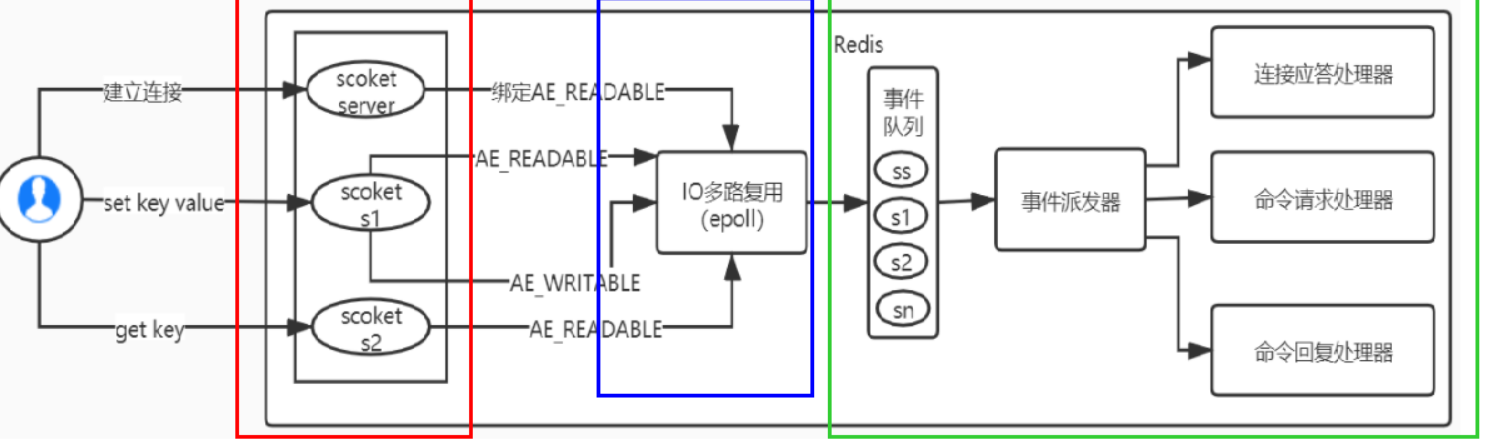 建立连接
set key value
get key
scoket
server
scoket
s1
scoket
s2
绑定AE_READABLE
AE_READABLE
AE_WRITABLE
AE_READABLE
IO多路复用
(epoll)
Redis
事件
队列
ss
s1
s2
sn
事件派发器
连接应答处理器
命令请求处理器
命令回复处理器